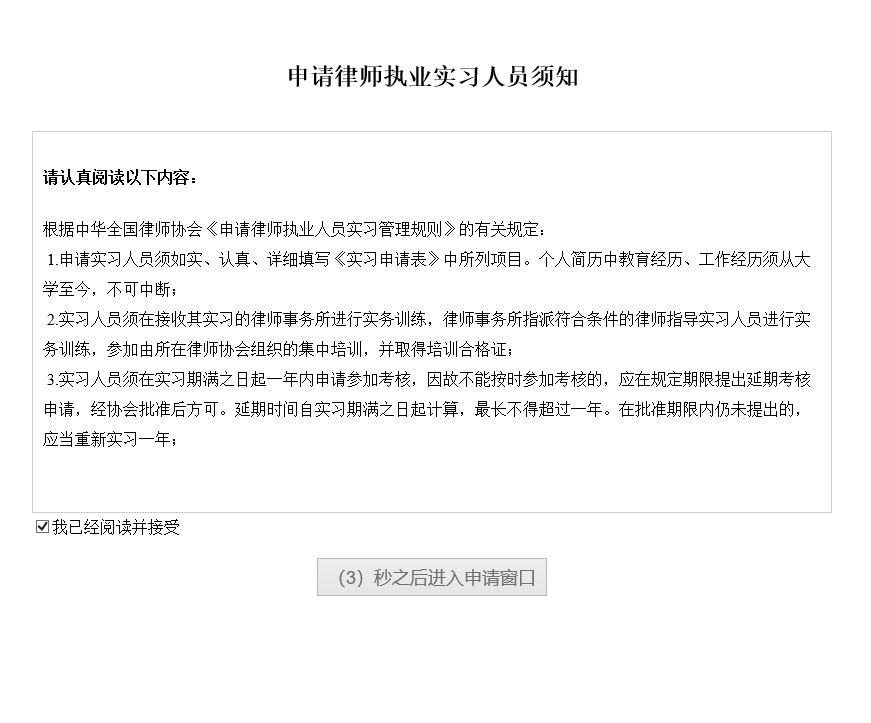 申请律师执业实习人员须知
请认真阅读以下内容：
根据中华全国律师协会《申请律师执业人员实习管理规则》的有关规定：
1.申请实习人员须如实、认真、详细填写《实习申请表》中所列项目。个人简历中教育经历、工作经历须从大
学至今，不可中断；
2.实习人员须在接收其实习的律师事务所进行实务训练，律师事务所指派符合条件的律师指导实习人员进行实
务训练，参加由所在律师协会组织的集中培训，并取得培训合格证；
3.实习人员须在实习期满之日起一年内申请参加考核，因故不能按时参加考核的，应在规定期限提出延期考核
申请，经协会批准后方可。延期时间自实习期满之日起计算，最长不得超过一年。在批准期限内仍未提出的，
应当重新实习一年；
我已经阅读并接受
（3）秒之后进入申请窗口